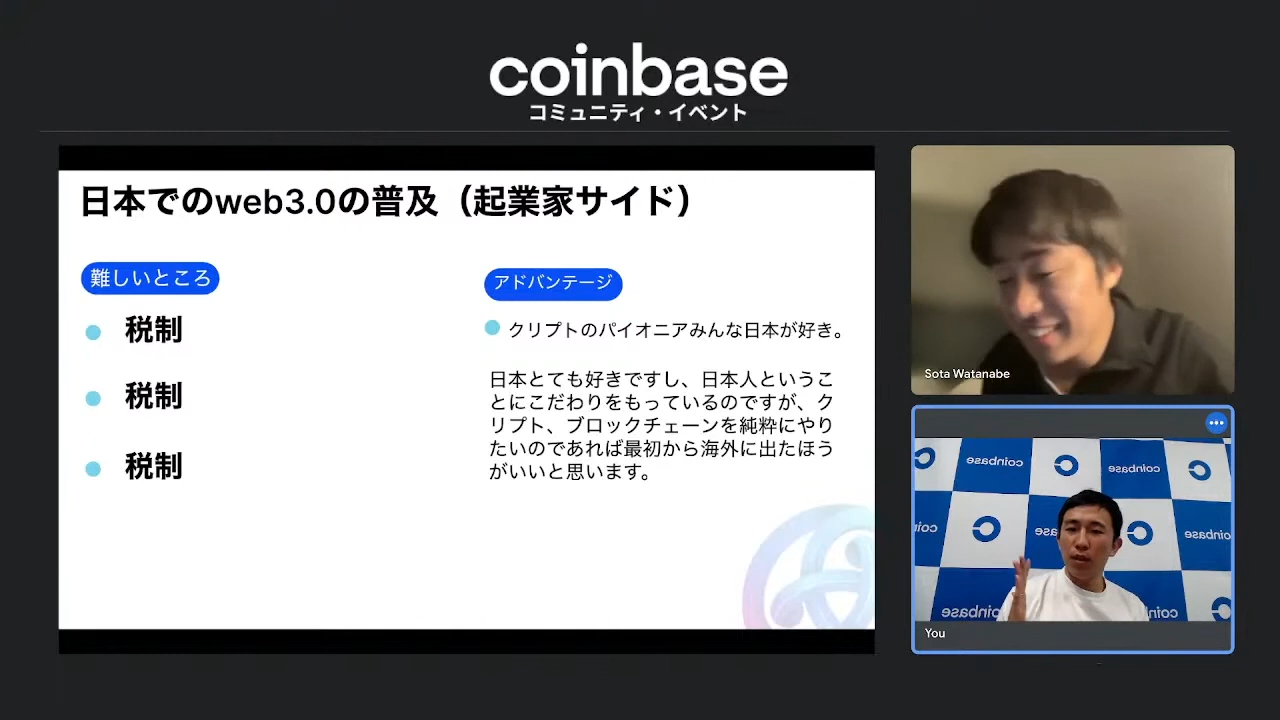 coinbase
コミュニティ・イベント
日本でのweb3.0の普及（起業家サイド）
難しいところ
税制
税制
税制
アドバンテージ
クリプトのパイオニアみんな日本が好き。
日本とても好きですし、日本人というこ
とにこだわりをもっているのですが、ク
リプト、ブロックチェーンを純粋にやり
たいのであれば最初から海外に出たほう
がいいと思います。
Sota Watanabe
coinbase
coinbase
coinbase
coinbase
You